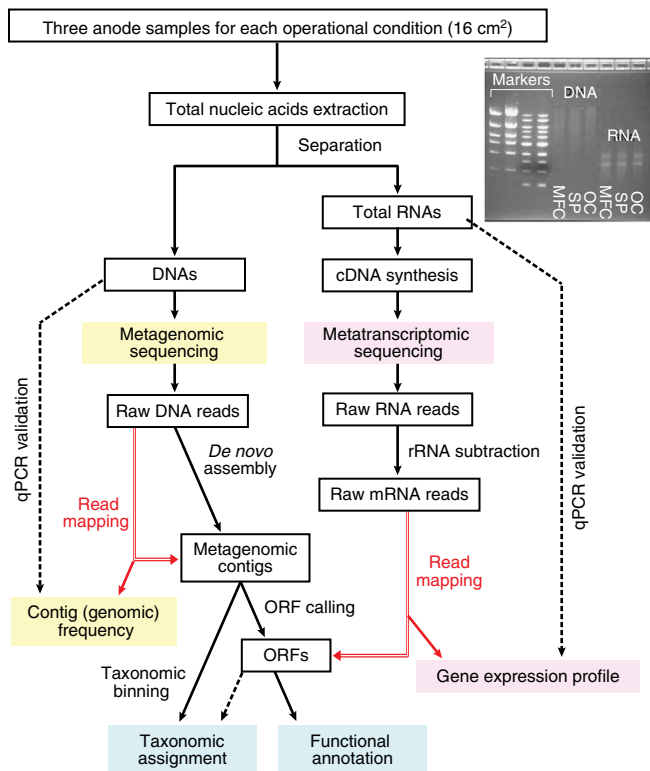 Three anode samples for each operational condition (16 cm²)
Total nucleic acids extraction
Separation
Markers
DNA
RNA
MFC
SP
OC
MFC
SP
OC
Total RNAs
DNAs
cDNA synthesis
Metagenomic
sequencing
Metatranscriptomic
sequencing
Raw DNA reads
Raw RNA reads
qPCR validation
De novo
assembly
rRNA subtraction
qPCR validation
Raw mRNA reads
Read
mapping
Metagenomic
contigs
Read
mapping
Contig (genomic)
frequency
ORF calling
ORFs
Taxonomic
binning
Gene expression profile
Taxonomic
assignment
Functional
annotation